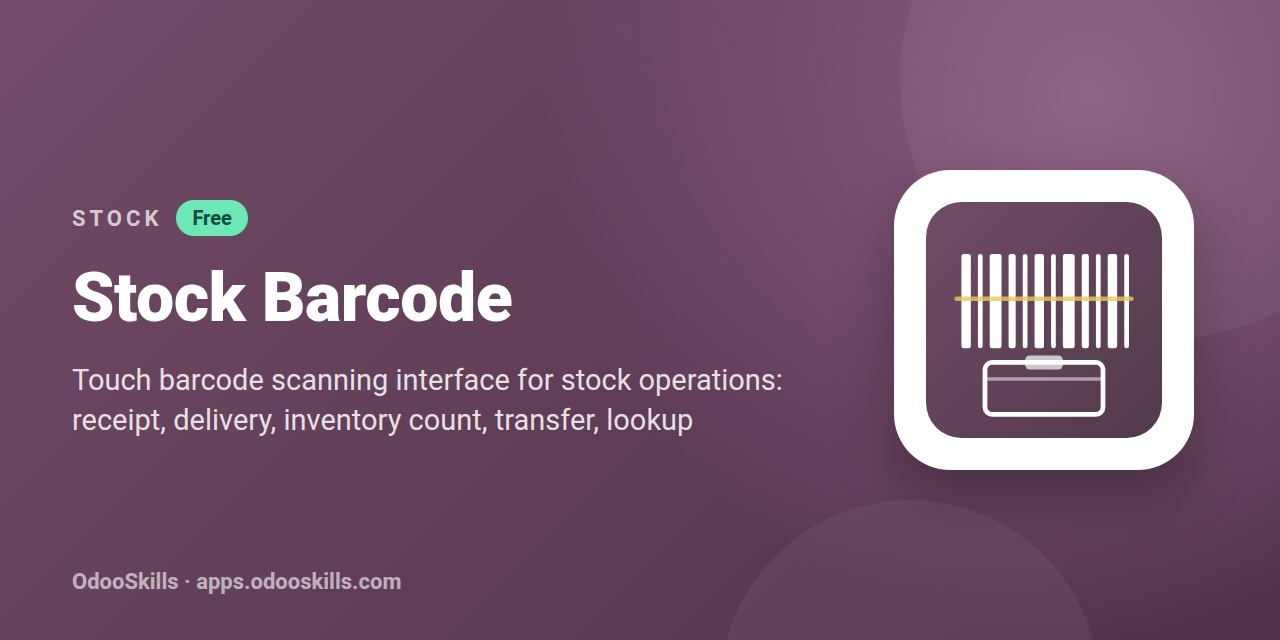 STOCK Free
Stock Barcode
Touch barcode scanning interface for stock operations:
receipt, delivery, inventory count, transfer, lookup
OdooSkills · apps.odooskills.com